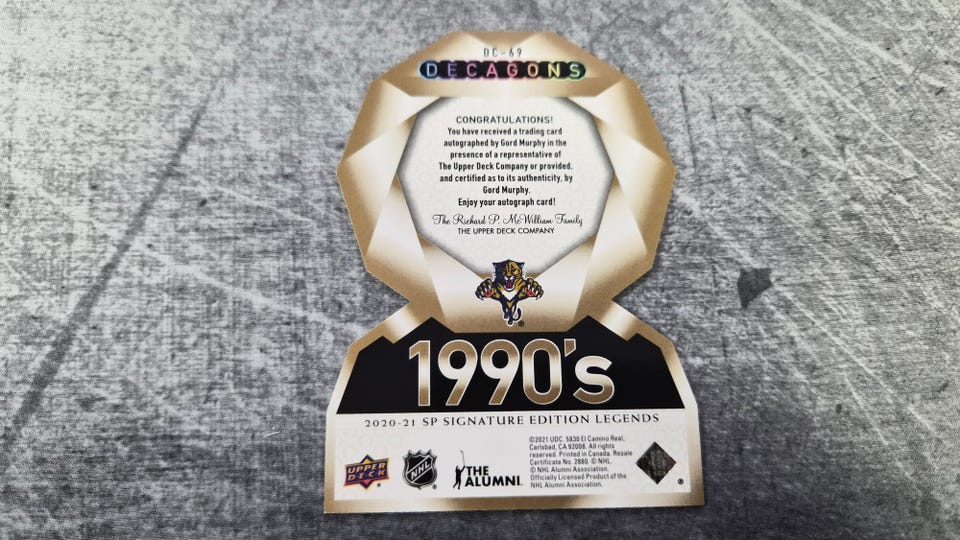 DC-69
DECAGONS
CONGRATULATIONS!
You have received a trading card
autographed by Gord Murphy in the
presence of a representative of
The Upper Deck Company or provided,
and certified as to its authenticity, by
Gord Murphy.
Enjoy your autograph card!
The Richard P. McWilliam Family
THE UPPER DECK COMPANY
®
1990's
2020-21 SP SIGNATURE EDITION LEGENDS
©2021 UDC. 5830 El Camino Real,
Carlsbad, CA 92008. All rights
reserved. Printed in Canada. Resale
Certificate No. 2880. © NHL.
© NHL Alumni Association.
Officially Licensed Product of the
NHL Alumni Association.
UPPER
DECK
NHL
THE
ALUMNI
®